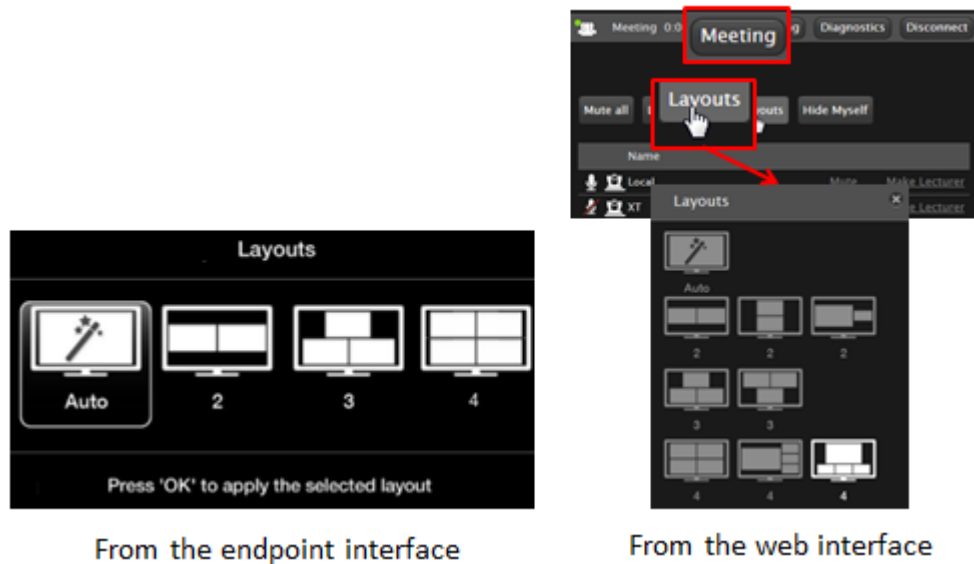 Meeting 0:0
Meeting
g
Diagnostics
Disconnect
Mute all
Layouts
outs
Hide Myself
Name
Local
Mute
Make Lecturer
XT
Lecturer
Layouts
Auto
2
2
2
3
3
4
4
4
Layouts
Auto
2
3
4
Press 'OK' to apply the selected layout
From the endpoint interface
From the web interface